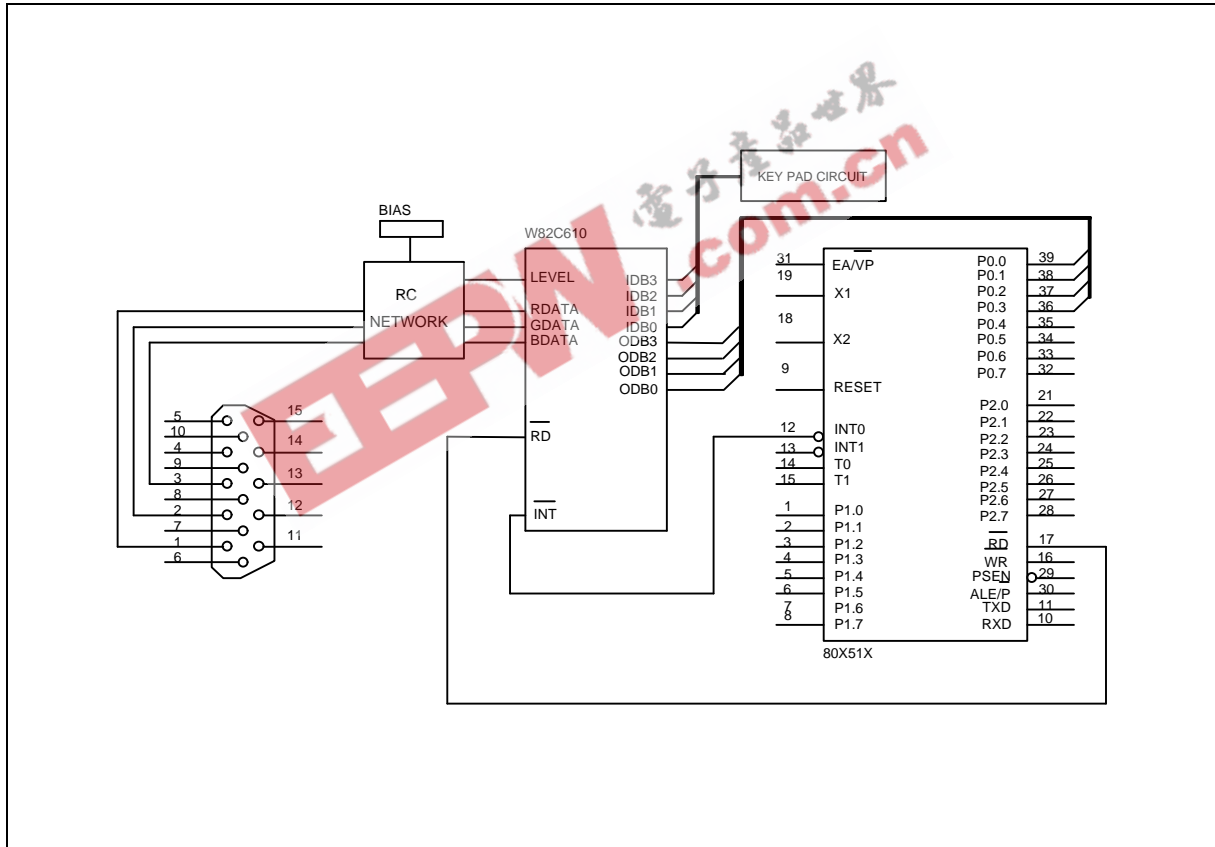 電子產品世界
EEPW.com.cn
KEY PAD CIRCUIT
BIAS
W82C610
LEVEL
RDATA
GDATA
BDATA
RD
INT
IDB3
IDB2
IDB1
IDB0
ODB3
ODB2
ODB1
ODB0
RC
NETWORK
5
10
4
9
3
8
2
7
1
6
15
14
13
12
11
31
19
18
9
12
13
14
15
1
2
3
4
5
6
7
8
EA/VP
X1
X2
RESET
INT0
INT1
T0
T1
P1.0
P1.1
P1.2
P1.3
P1.4
P1.5
P1.6
P1.7
P0.0
P0.1
P0.2
P0.3
P0.4
P0.5
P0.6
P0.7
P2.0
P2.1
P2.2
P2.3
P2.4
P2.5
P2.6
P2.7
RD
WR
PSEN
ALE/P
TXD
RXD
39
38
37
36
35
34
33
32
21
22
23
24
25
26
27
28
17
16
29
30
11
10
80X51X